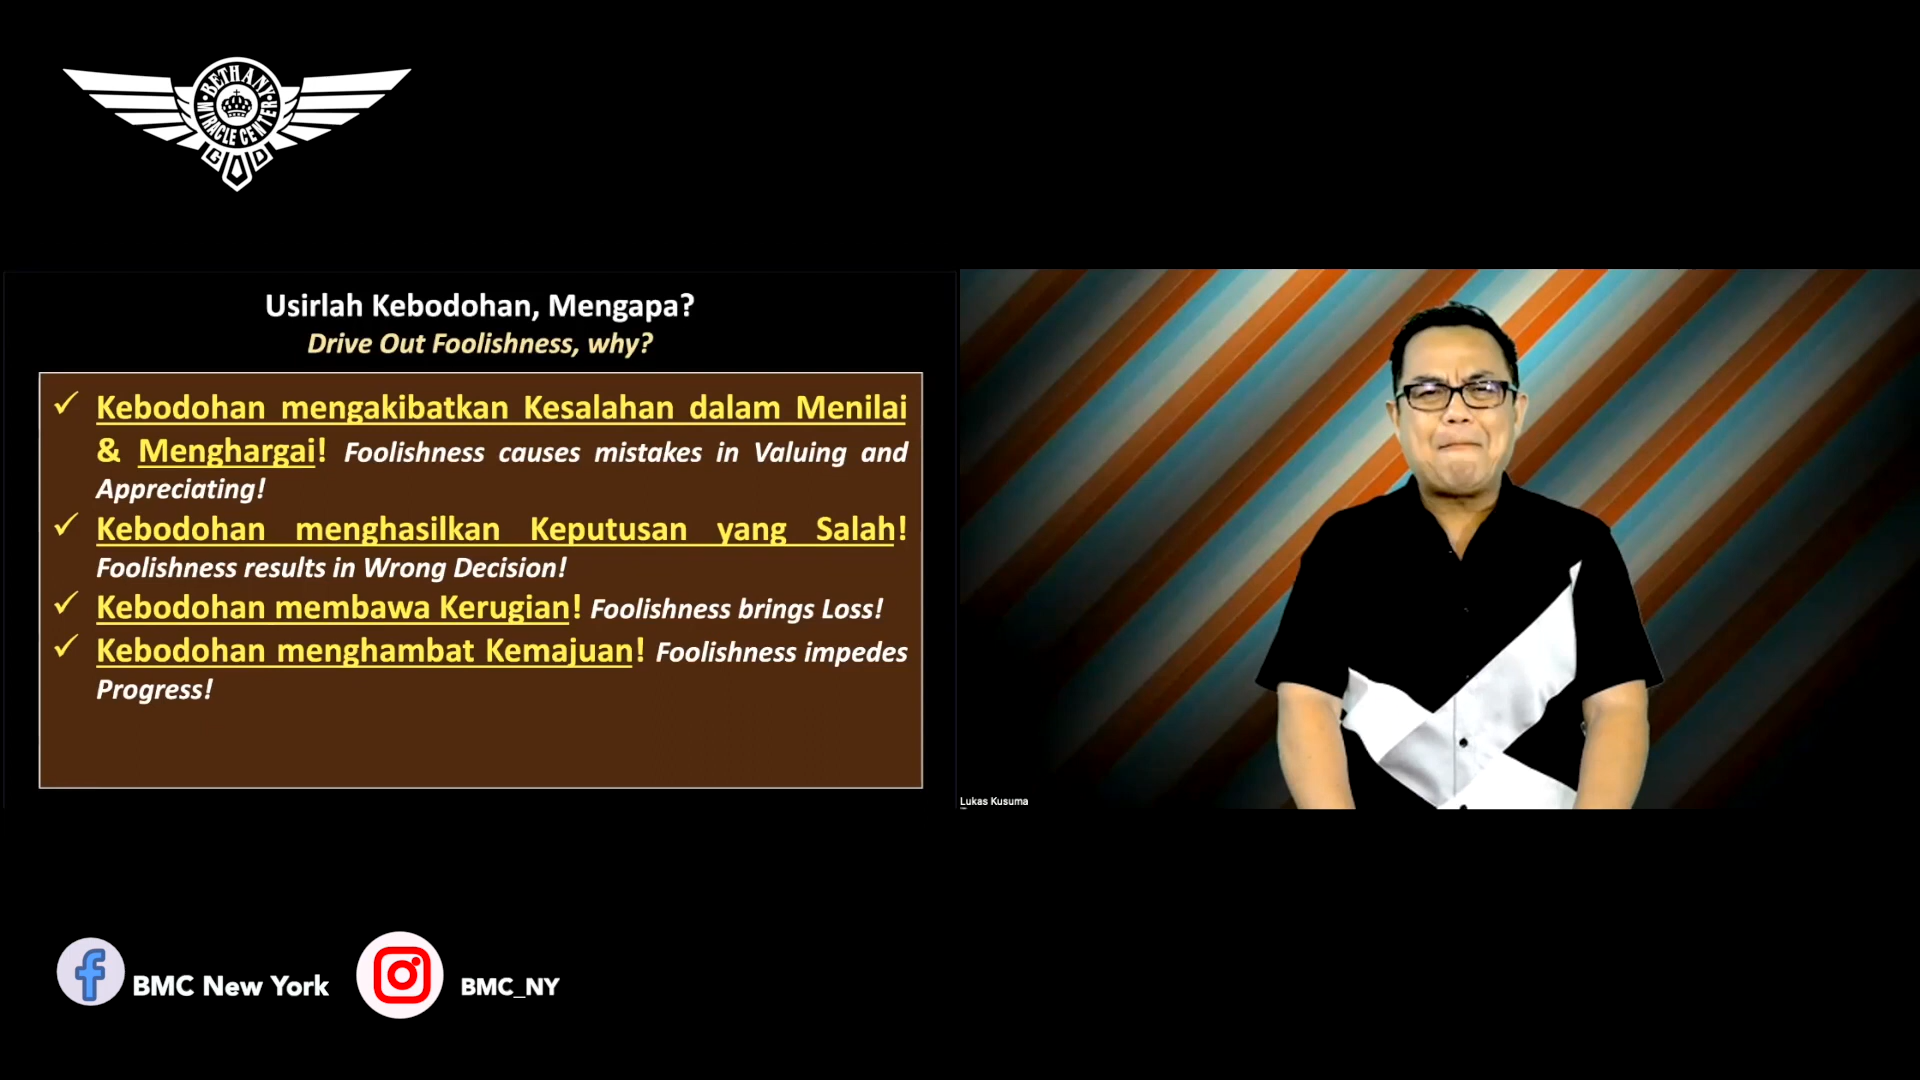 BETHANY
MIRACLE CENTER
GAD
Usirlah Kebodohan, Mengapa?
Drive Out Foolishness, why?
✓ Kebodohan mengakibatkan Kesalahan dalam Menilai
& Menghargai! Foolishness causes mistakes in Valuing and
Appreciating!
✓ Kebodohan menghasilkan Keputusan yang Salah!
Foolishness results in Wrong Decision!
✓ Kebodohan membawa Kerugian! Foolishness brings Loss!
✓ Kebodohan menghambat Kemajuan! Foolishness impedes
Progress!
Lukas Kusuma
BMC New York
BMC_NY